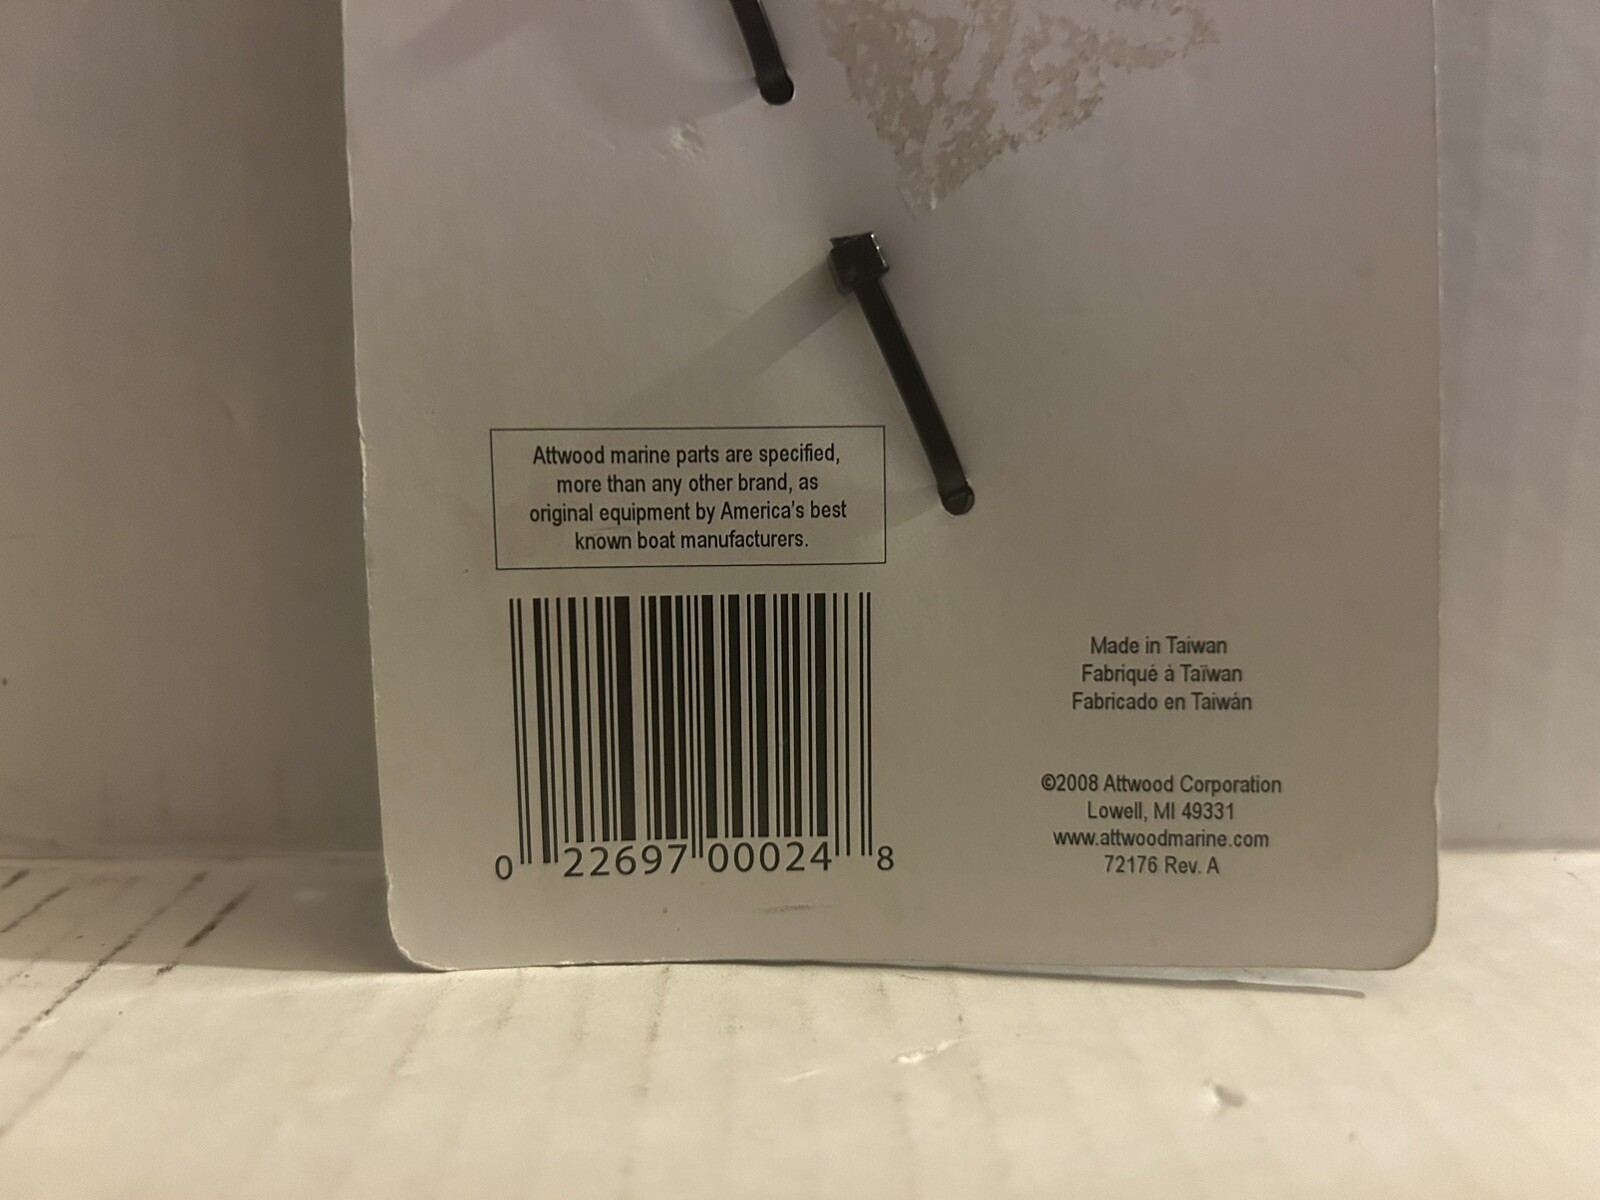 Attwood marine parts are specified,
more than any other brand, as
original equipment by America's best
known boat manufacturers.
0 22697 00024 8
Made in Taiwan
Fabriqué à Taïwan
Fabricado en Taiwán
©2008 Attwood Corporation
Lowell, MI 49331
www.attwoodmarine.com
72176 Rev. A